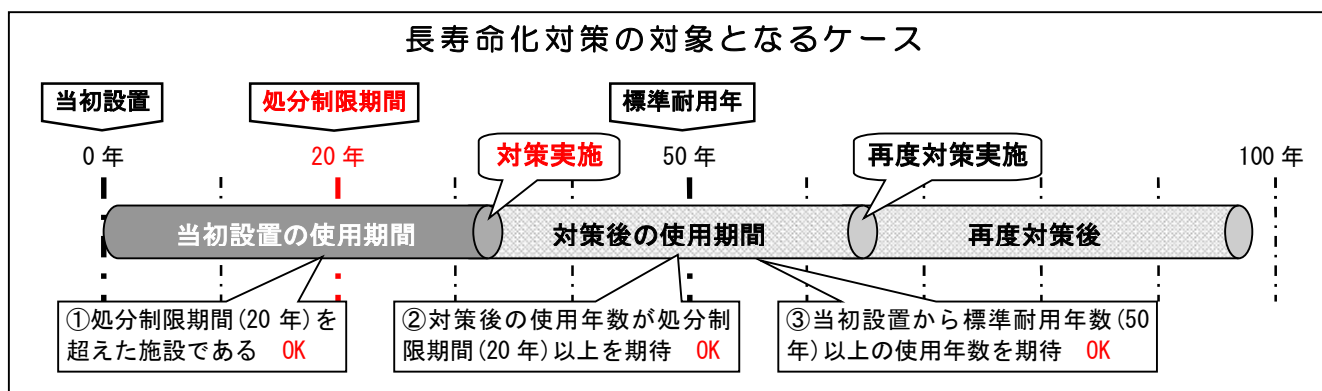 長寿命化対策の対象となるケース
当初設置
処分制限期間
標準耐用年
0年
20年
対策実施
50年
再度対策実施
100年
当初設置の使用期間
対策後の使用期間
再度対策後
①処分制限期間(20年)を
超えた施設である OK
②対策後の使用年数が処分制
限期間(20年)以上を期待 OK
③当初設置から標準耐用年数(50
年)以上の使用年数を期待 OK